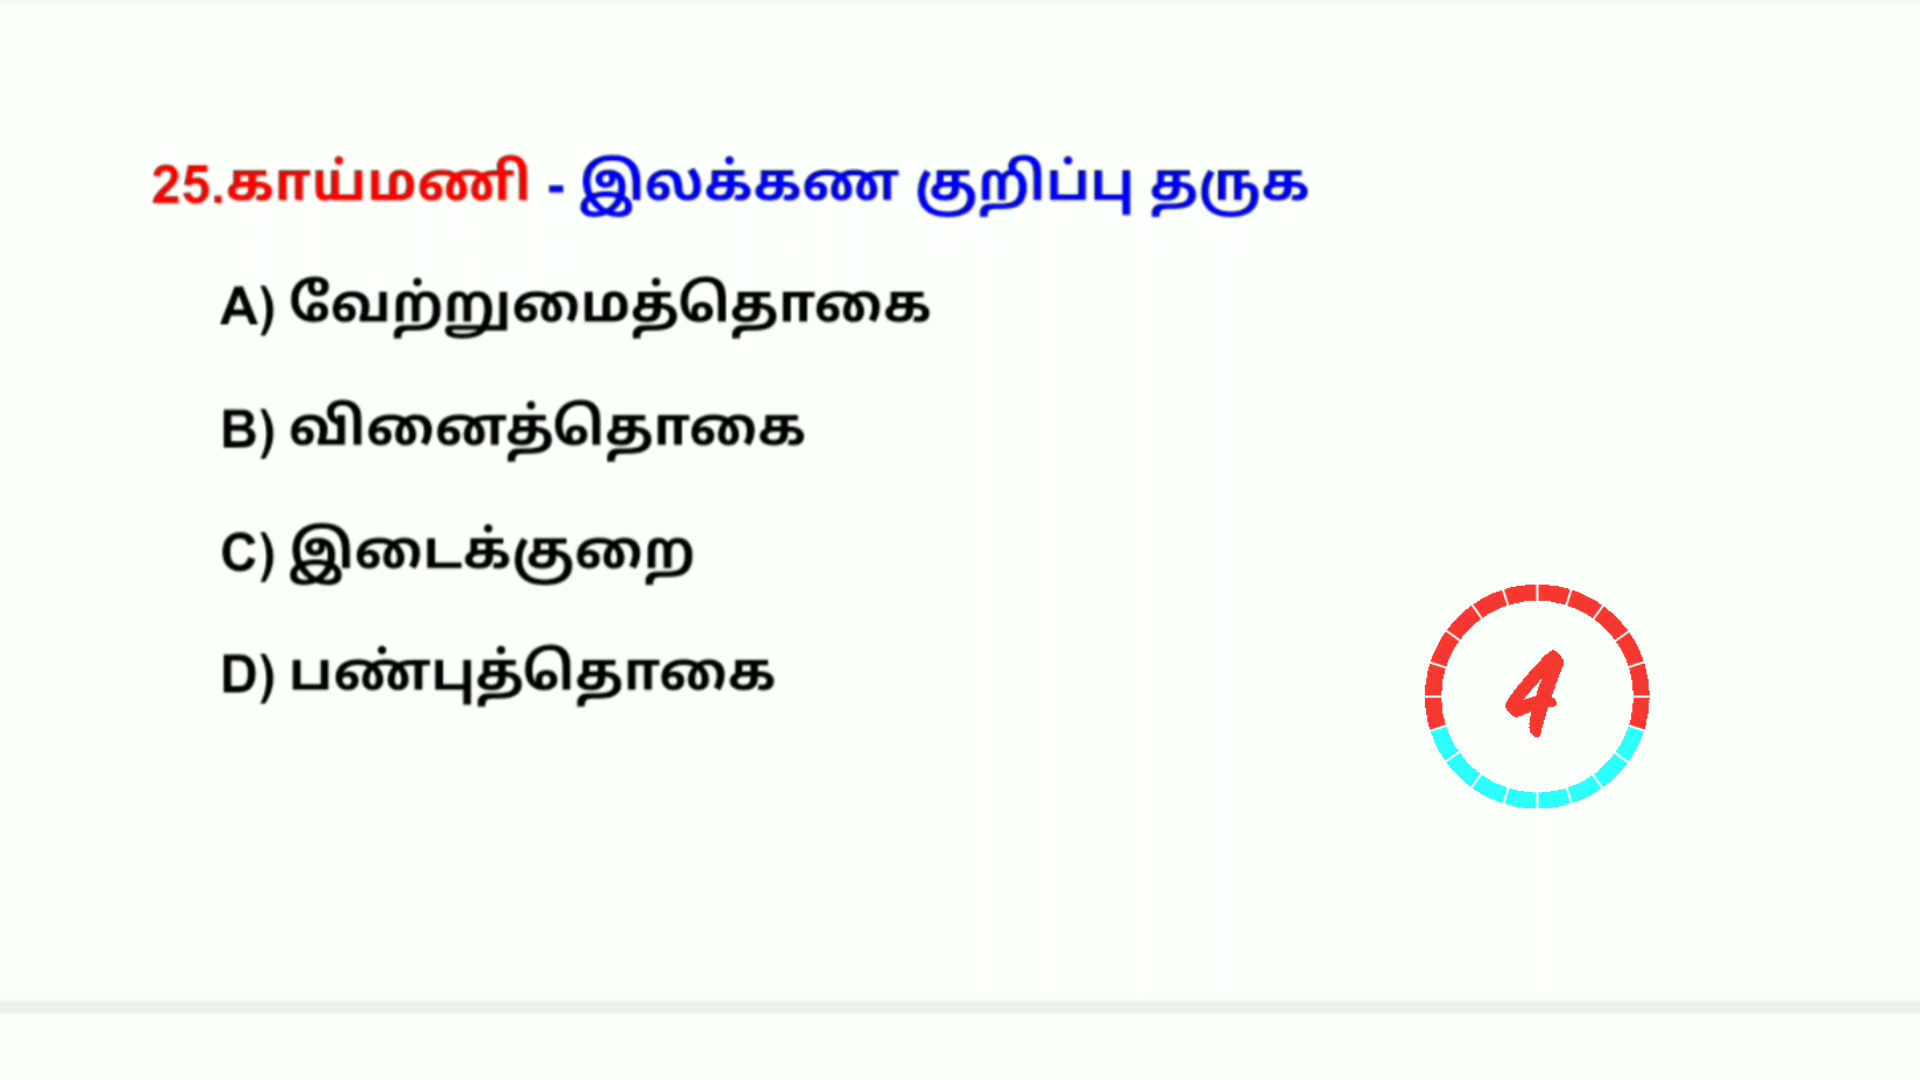 25.காய்மணி - இலக்கண குறிப்பு தருக
A) வேற்றுமைத்தொகை
B) வினைத்தொகை
C) இடைக்குறை
D) பண்புத்தொகை
4